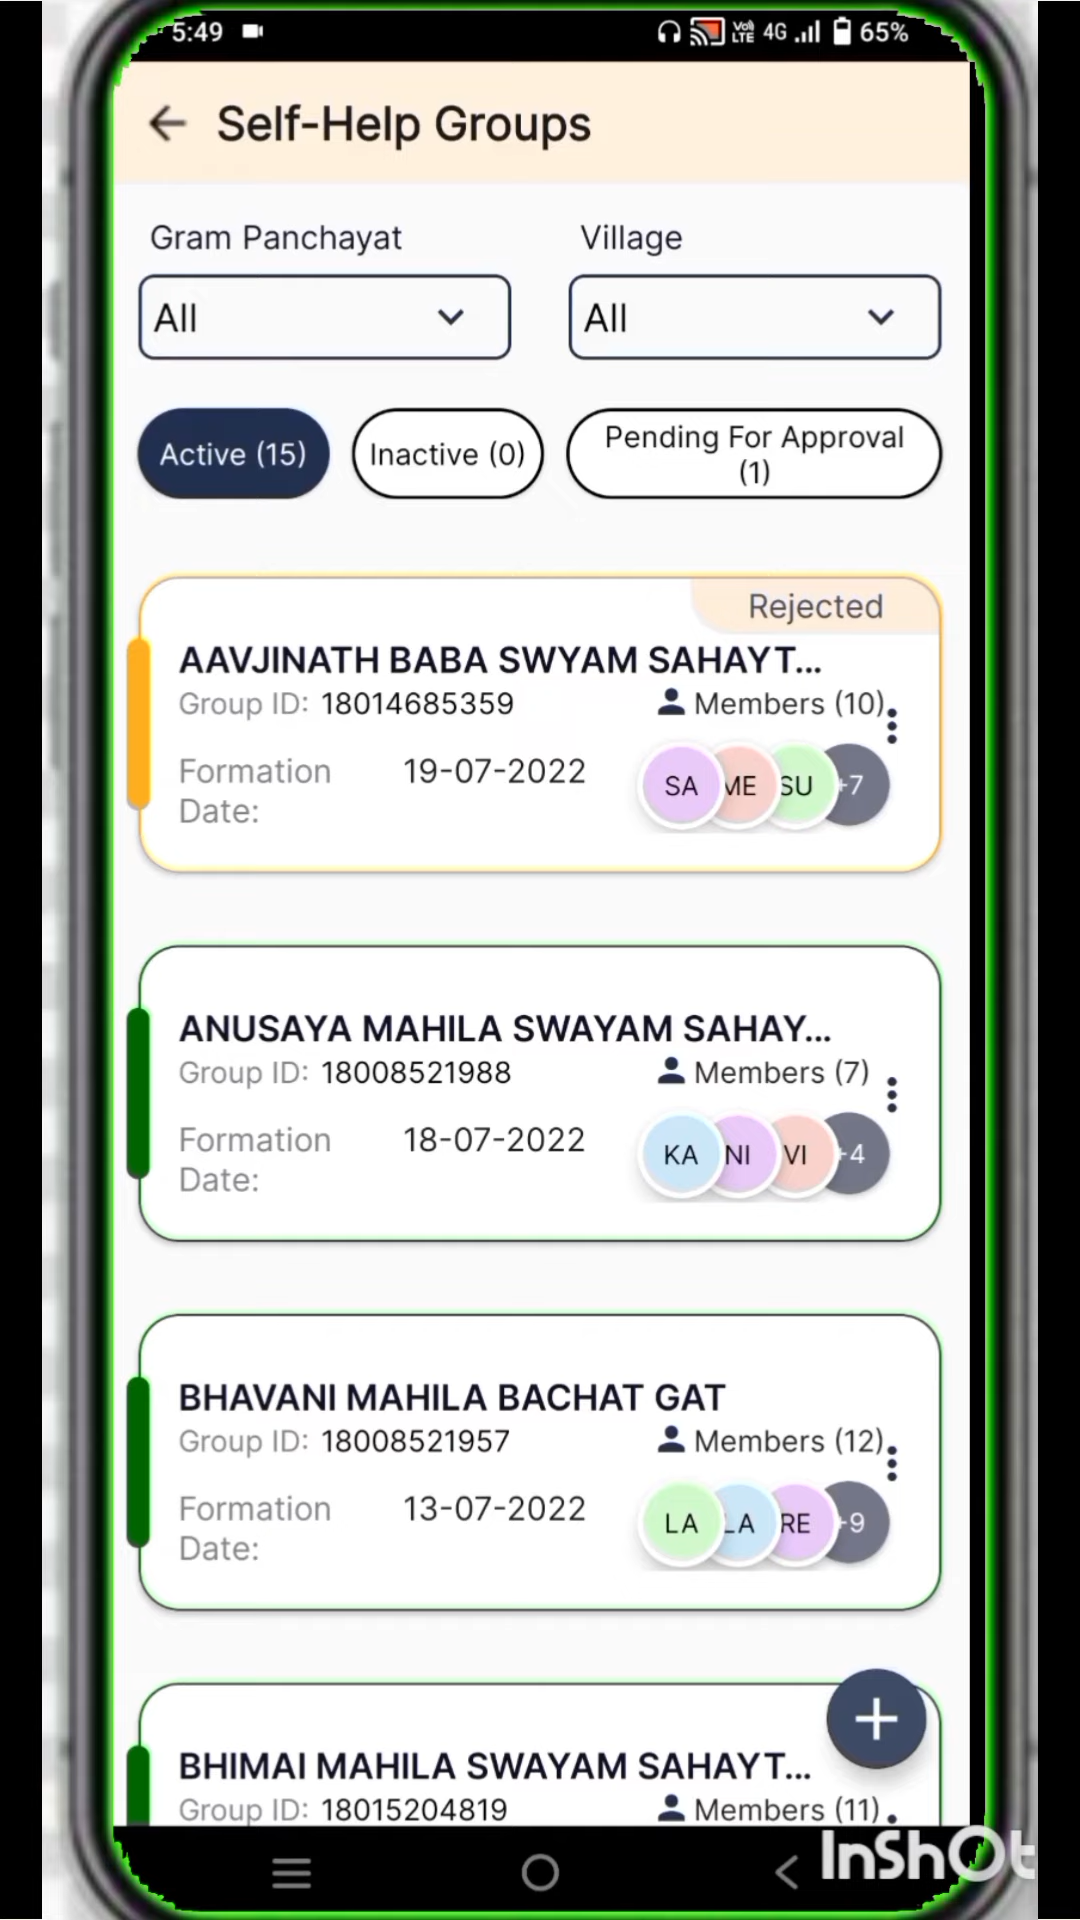 5:49 Vo) LTE 4G 65%
Self-Help Groups
Gram Panchayat Village
All All
Active (15) Inactive (0) Pending For Approval
(1)
Rejected
AAVJINATH BABA SWYAM SAHAYT...
Group ID: 18014685359 Members (10)
Formation 19-07-2022 SA ME SU +7
Date:
ANUSAYA MAHILA SWAYAM SAHAY...
Group ID: 18008521988 Members (7)
Formation 18-07-2022 KA NI VI +4
Date:
BHAVANI MAHILA BACHAT GAT
Group ID: 18008521957 Members (12)
Formation 13-07-2022 LA LA RE +9
Date:
+
BHIMAI MAHILA SWAYAM SAHAYT...
Group ID: 18015204819 Members (11)
InShOt